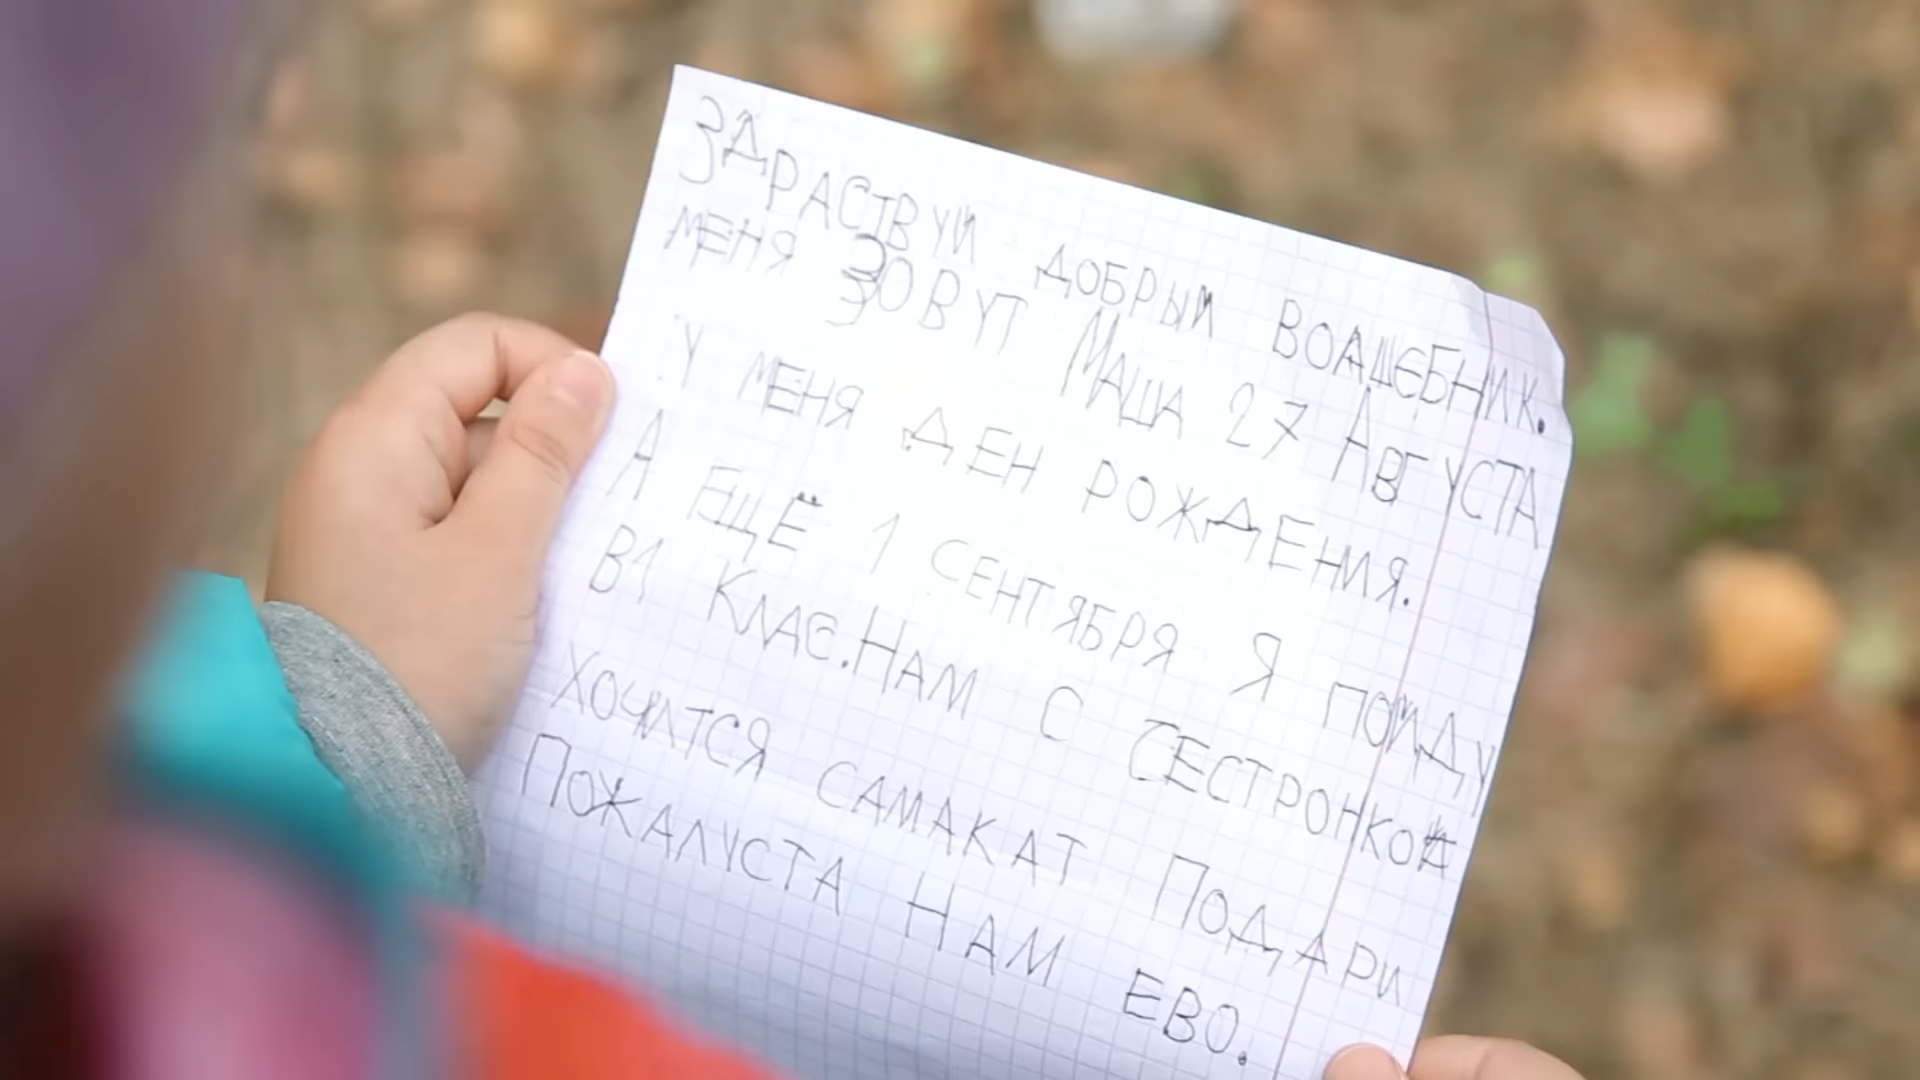 ЗДРАСТВУЙ ДОБРЫЙ ВОАШЕБНИК.
МЕНЯ ЗОВУТ МАША 27 АВГУСТА
У МЕНЯ ДЕН РОЖДЕНИЯ.
А ЕЩЁ 1 СЕНТЯБРЯ Я ПОЙДУ
В1 КЛАС. НАМ С СЕСТРОНКОЙ
ХОЧИТСЯ САМАКАТ ПОДАРИ
ПОЖАЛУСТА НАМ ЕВО.